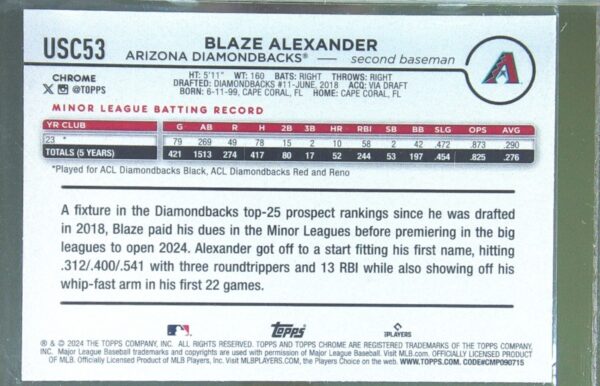 USC53
BLAZE ALEXANDER
ARIZONA DIAMONDBACKS® — second baseman
CHROME
@TOPPS
HT: 5'11" WT: 160 BATS: RIGHT THROWS: RIGHT
DRAFTED: DIAMONDBACKS #11-JUNE, 2018 ACQ: VIA DRAFT
BORN: 6-11-99, CAPE CORAL, FL HOME: CAPE CORAL, FL
MINOR LEAGUE BATTING RECORD
YR CLUB G AB R H 2B 3B HR RBI SB BB SLG OPS AVG
23 * 79 269 49 78 15 2 10 58 2 42 .472 .873 .290
TOTALS (5 YEARS) 421 1513 274 417 80 17 52 244 53 197 .454 .825 .276
*Played for ACL Diamondbacks Black, ACL Diamondbacks Red and Reno
A fixture in the Diamondbacks top-25 prospect rankings since he was drafted
in 2018, Blaze paid his dues in the Minor Leagues before premiering in the big
leagues to open 2024. Alexander got off to a start fitting his first name, hitting
.312/.400/.541 with three roundtrippers and 13 RBI while also showing off his
whip-fast arm in his first 22 games.
topps
PLAYERS
® & © 2024 THE TOPPS COMPANY, INC. ALL RIGHTS RESERVED. TOPPS AND TOPPS CHROME ARE REGISTERED TRADEMARKS OF THE TOPPS COMPANY,
INC. Major League Baseball trademarks and copyrights are used with permission of Major League Baseball. Visit MLB.com. OFFICIALLY LICENSED PRODUCT
OF MLB. Officially Licensed Product of MLB Players, Inc. Visit MLBPLAYERS.COM, the Players Choice on the web. WWW.TOPPS.COM. CODE#CMP090715